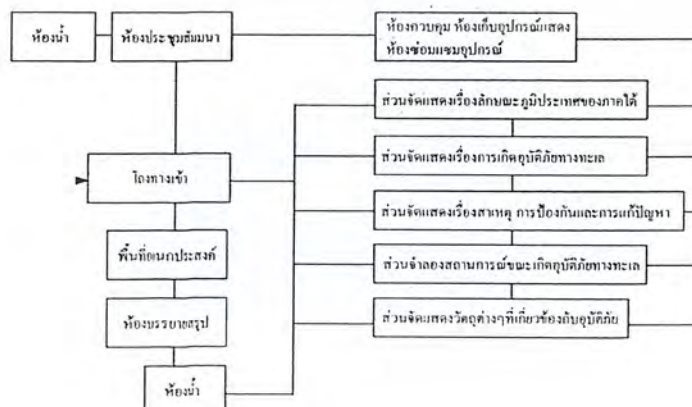 ห้องน้ำ
ห้องประชุมสัมมนา
ห้องควบคุม ห้องเก็บอุปกรณ์แสดง
ห้องซ่อมแซมอุปกรณ์
ส่วนจัดแสดงเรื่องลักษณะภูมิประเทศของภาคใต้
ส่วนจัดแสดงเรื่องการเกิดอุบัติภัยทางทะเล
โถงทางเข้า
ส่วนจัดแสดงเรื่องสาเหตุ การป้องกันและการแก้ปัญหา
พื้นที่อเนกประสงค์
ส่วนจำลองสถานการณ์ขณะเกิดอุบัติภัยทางทะเล
ห้องบรรยายสรุป
ส่วนจัดแสดงวัตถุต่างๆที่เกี่ยวข้องกับอุบัติภัย
ห้องน้ำ